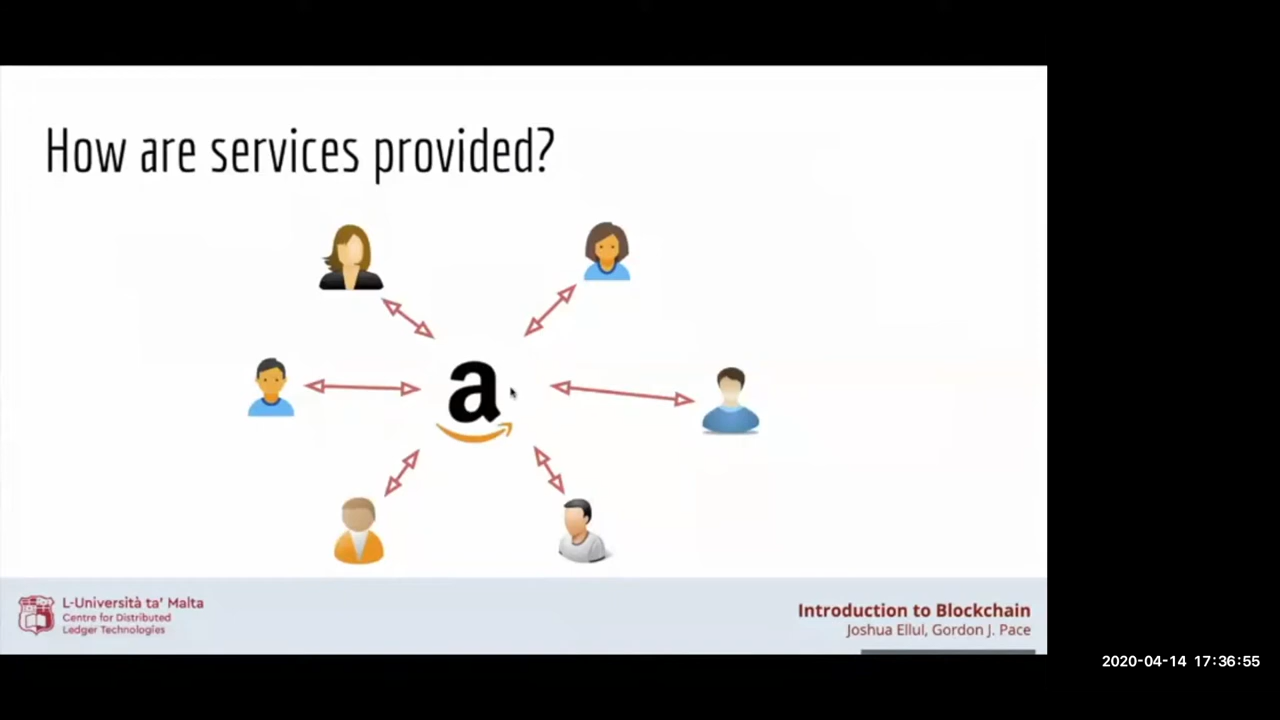 How are services provided?
a
L-Università ta' Malta
Centre for Distributed
Ledger Technologies
Introduction to Blockchain
Joshua Ellul, Gordon J. Pace
2020-04-14 17:36:55